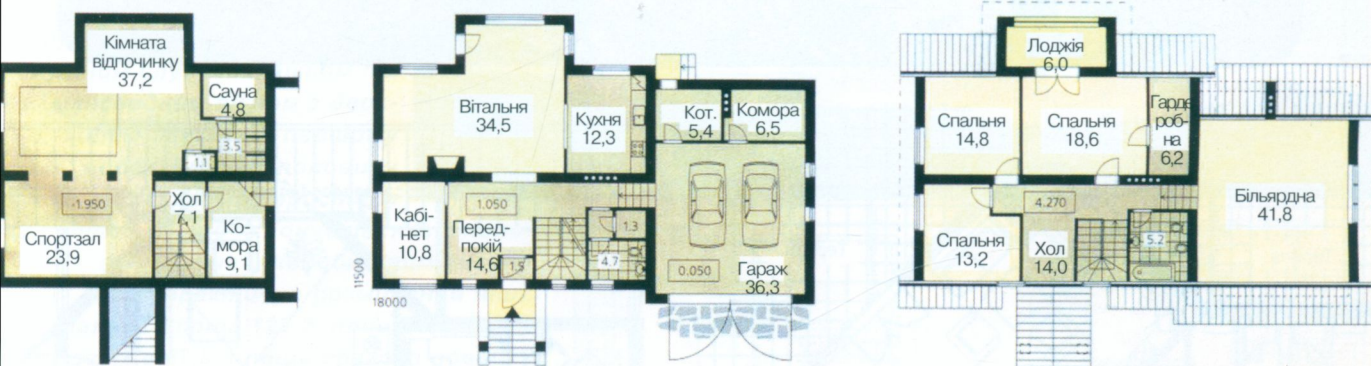 Кімната
відпочинку
37,2
Сауна
4,8
3.5
1.1
-1.950
Хол
7,1
Спортзал
23,9
Ко-
мора
9,1
Вітальня
34,5
Кухня
12,3
Кот.
5,4
Комора
6,5
Кабі-
нет
10,8
1.050
Перед-
покій
14,6
1.5
1.3
4.7
0.050
Гараж
36,3
11500
18000
Лоджія
6,0
Спальня
14,8
Спальня
18,6
Гарде
роб-
на
6,2
Більярдна
41,8
4.270
Спальня
13,2
Хол
14,0
5.2